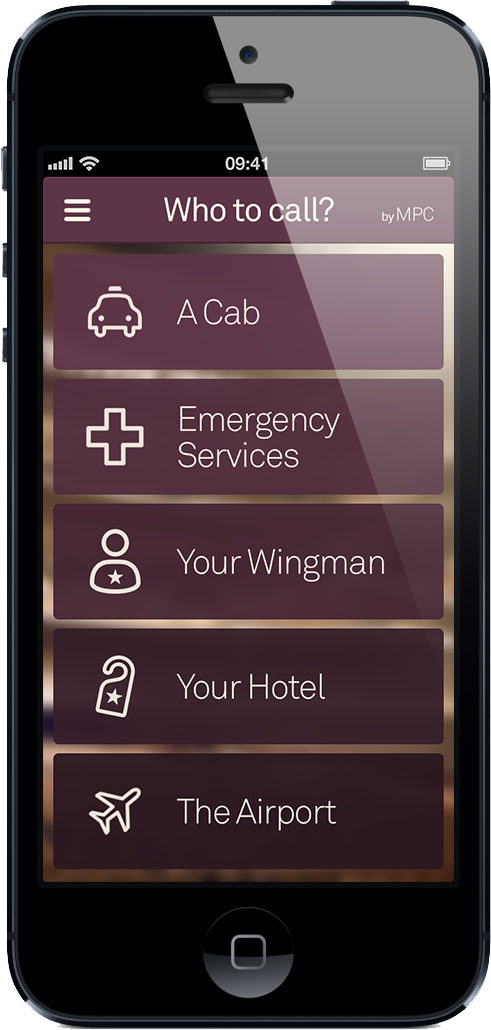 09:41
Who to call?
by MPC
A Cab
Emergency
Services
Your Wingman
Your Hotel
The Airport